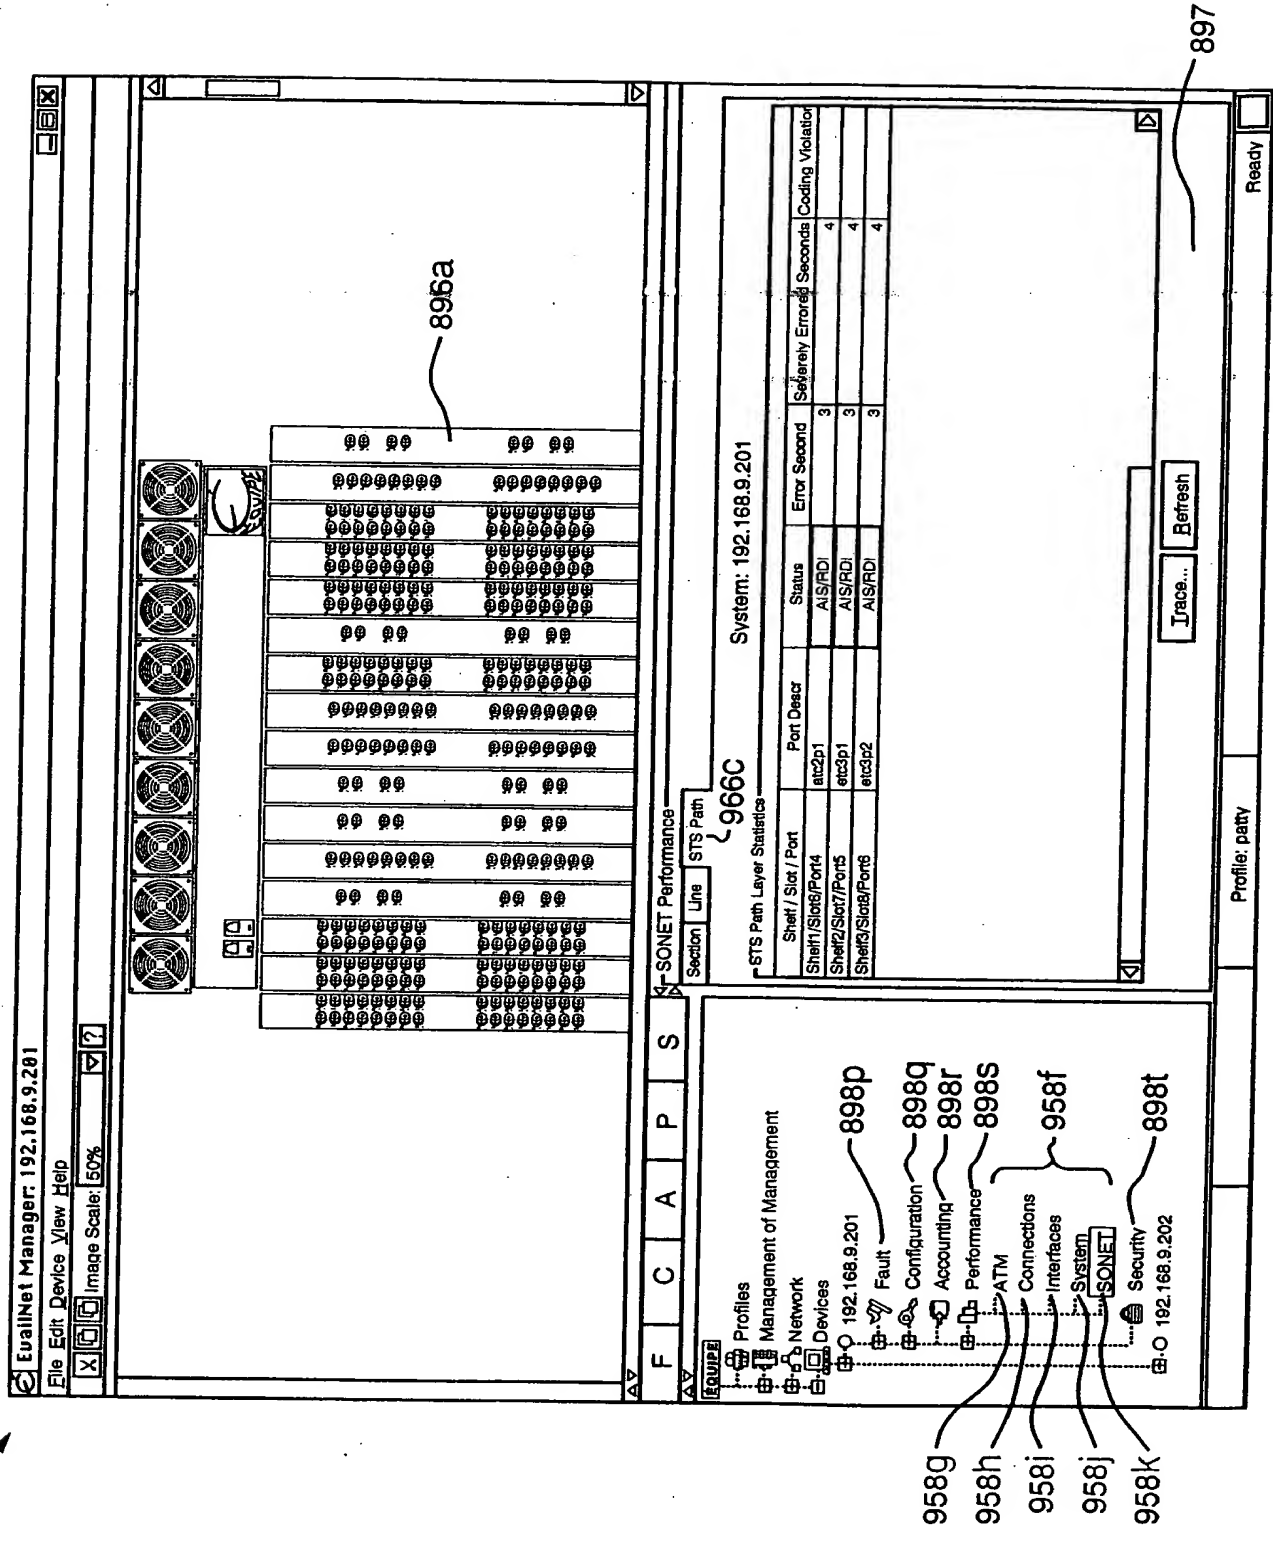 EuallNet Manager: 192.168.9.201
File Edit Device View Help
X Image Scale: 50% ?
EQUIPE
896a
F C A P S
EQUIPE
Profiles
Management of Management
Network
Devices
192.168.9.201
Fault
Configuration
Accounting
Performance
ATM
Connections
Interfaces
System
SONET
Security
192.168.9.202
898p
898q
898r
898s
958f
898t
958g
958h
958i
958j
958k
SONET Performance
Section Line STS Path
966C
System: 192.168.9.201
STS Path Layer Statistics
Shelf / Slot / Port Port Descr Status Error Second Severely Errored Seconds Coding Violation
Shelf1/Slot6/Port4 atc2p1 AIS/RDI 3 4
Shelf2/Slot7/Port5 etc3p1 AIS/RDI 3 4
Shelf3/Slot8/Port6 etc3p2 AIS/RDI 3 4
Trace... Refresh
897
Profile: patty Ready